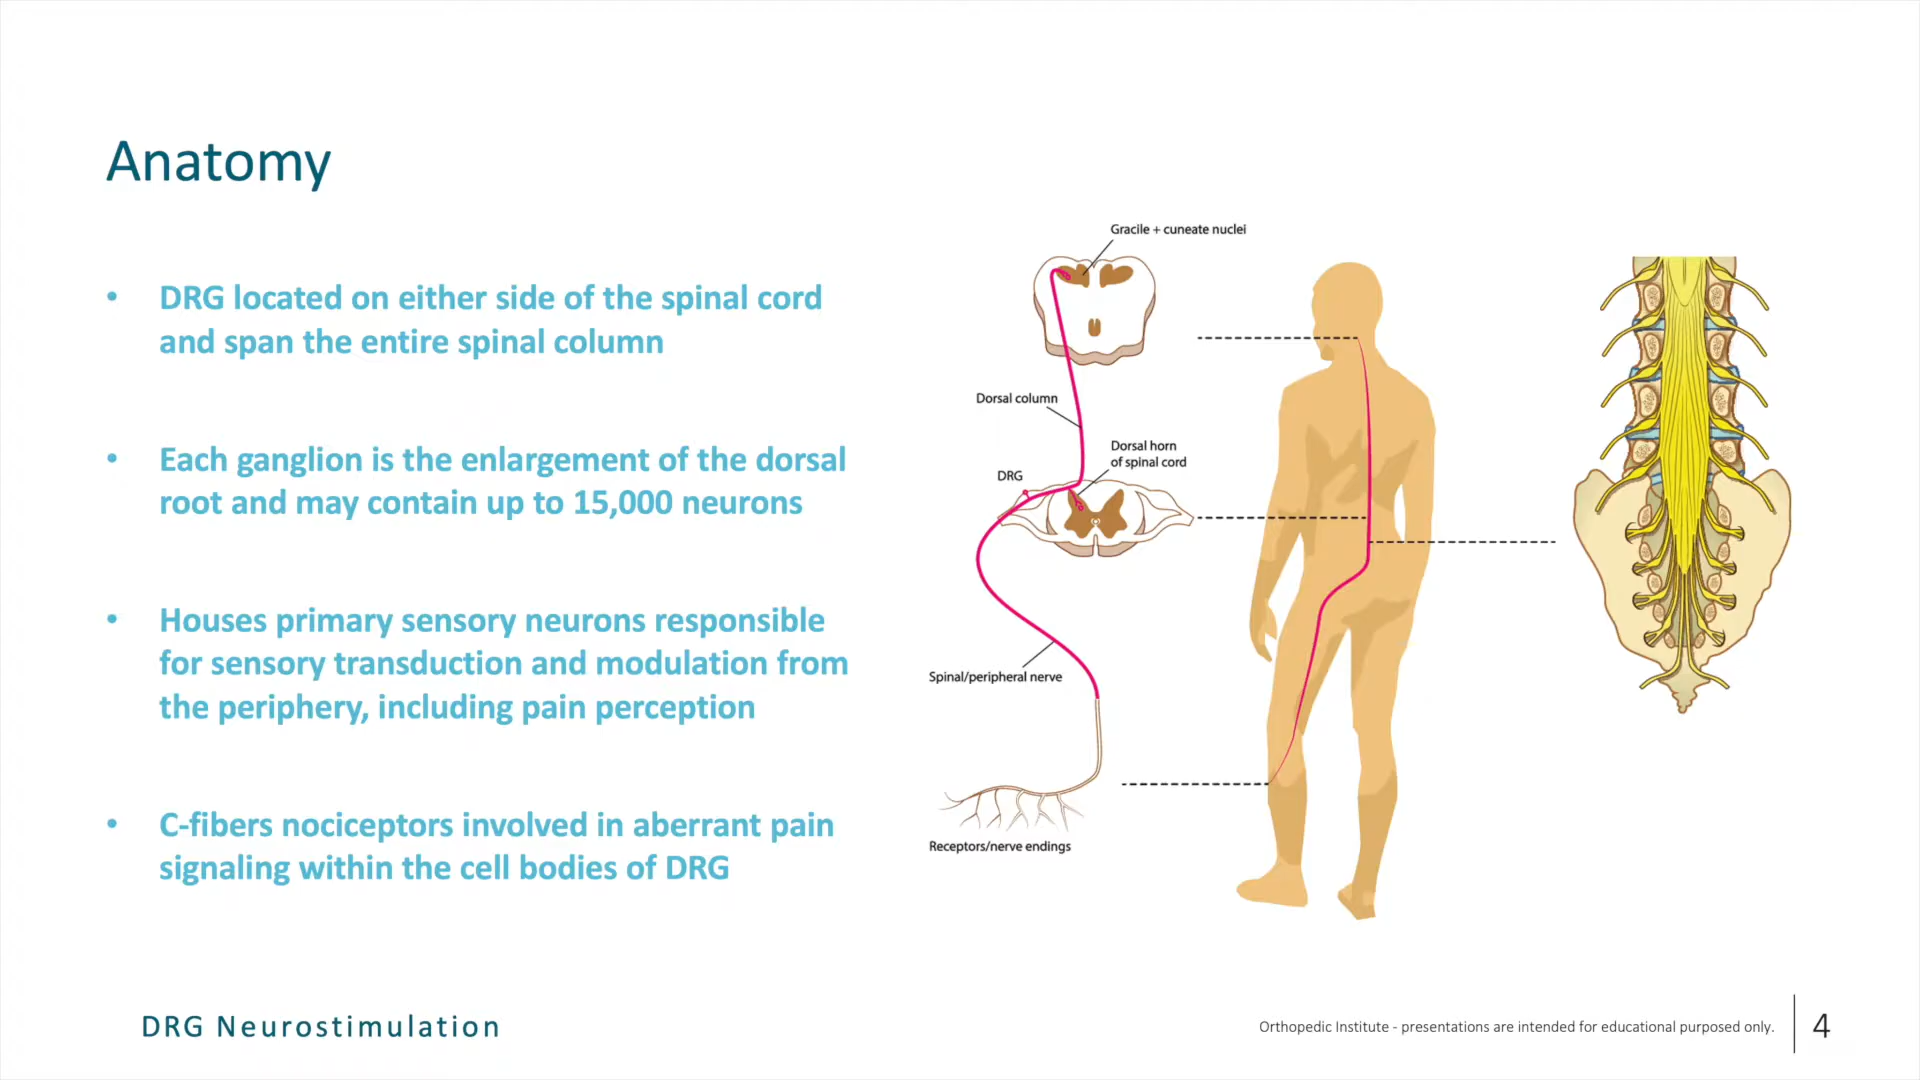 Anatomy
• DRG located on either side of the spinal cord
and span the entire spinal column
• Each ganglion is the enlargement of the dorsal
root and may contain up to 15,000 neurons
• Houses primary sensory neurons responsible
for sensory transduction and modulation from
the periphery, including pain perception
• C-fibers nociceptors involved in aberrant pain
signaling within the cell bodies of DRG
Gracile + cuneate nuclei
Dorsal column
Dorsal horn
of spinal cord
DRG
Spinal/peripheral nerve
Receptors/nerve endings
DRG Neurostimulation
Orthopedic Institute - presentations are intended for educational purposed only.
4